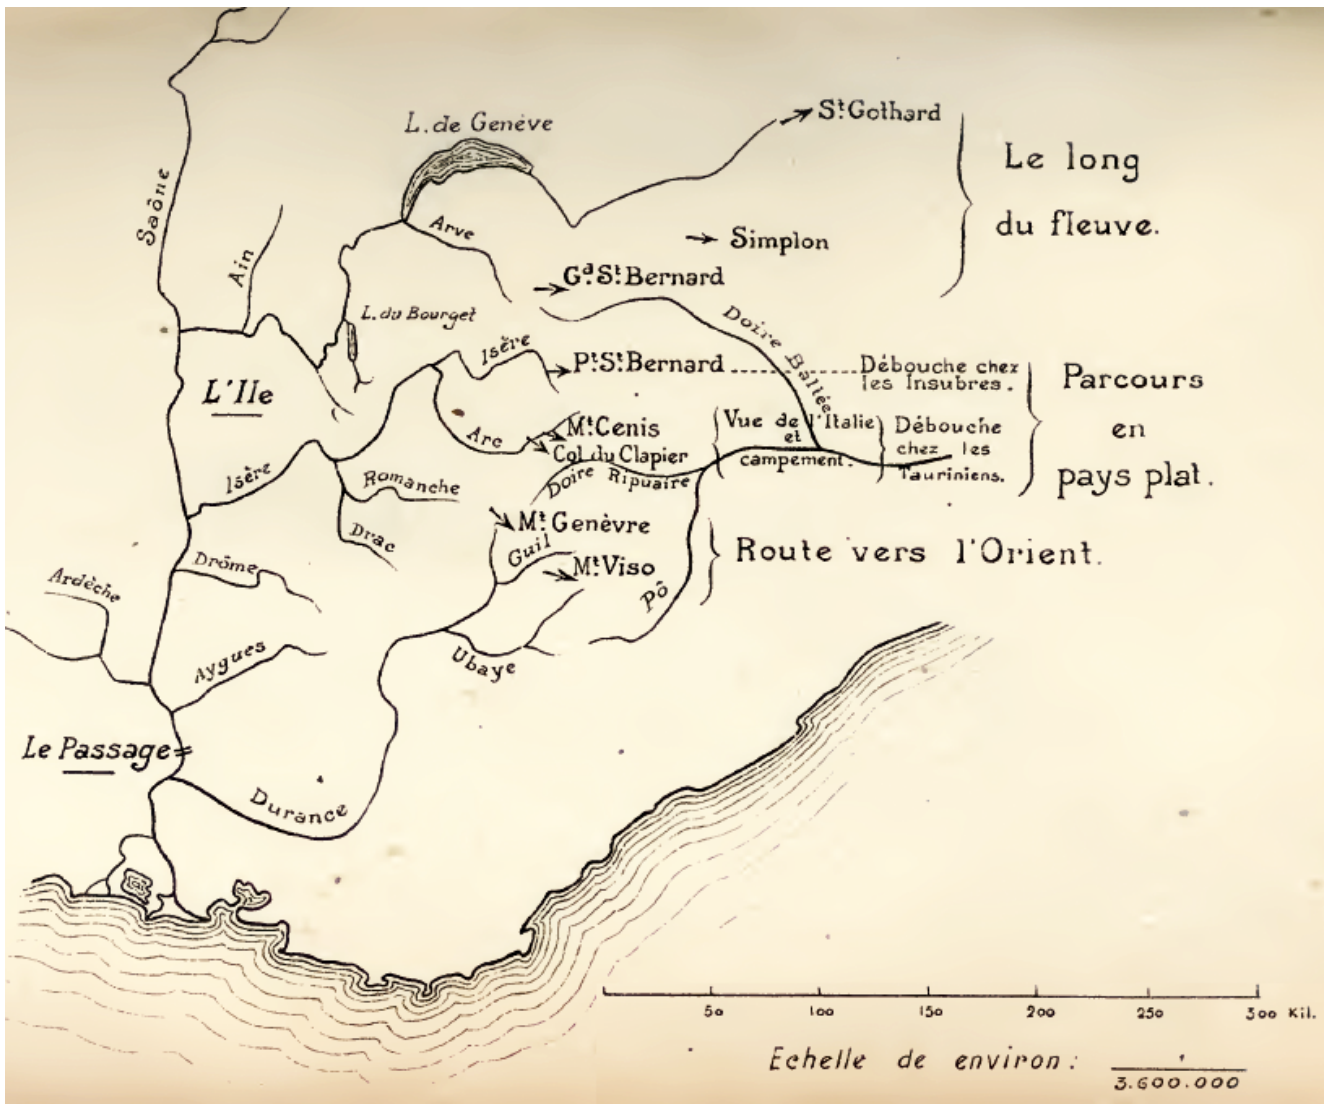 L. de Genève
St Gothard
Le long
du fleuve.
Saône
Ain
Arve
Simplon
Gd St Bernard
L. du Bourget
Doire Baltée
Isère
Pt St Bernard
Débouche chez
les Insubres.
Parcours
en
pays plat.
L'Ile
Arc
Mt Cenis
Col du Clapier
Vue de l'Italie
et
campement.
Débouche
chez les
Tauriniens.
Isère
Romanche
Doire Ripuaire
Drac
Mt Genèvre
Guil
Mt Viso
Route vers l'Orient.
Drôme
Ardèche
Pô
Aygues
Ubaye
Le Passage
Durance
50 100 150 200 250 300 Kil.
Echelle de environ: 1
3.600.000